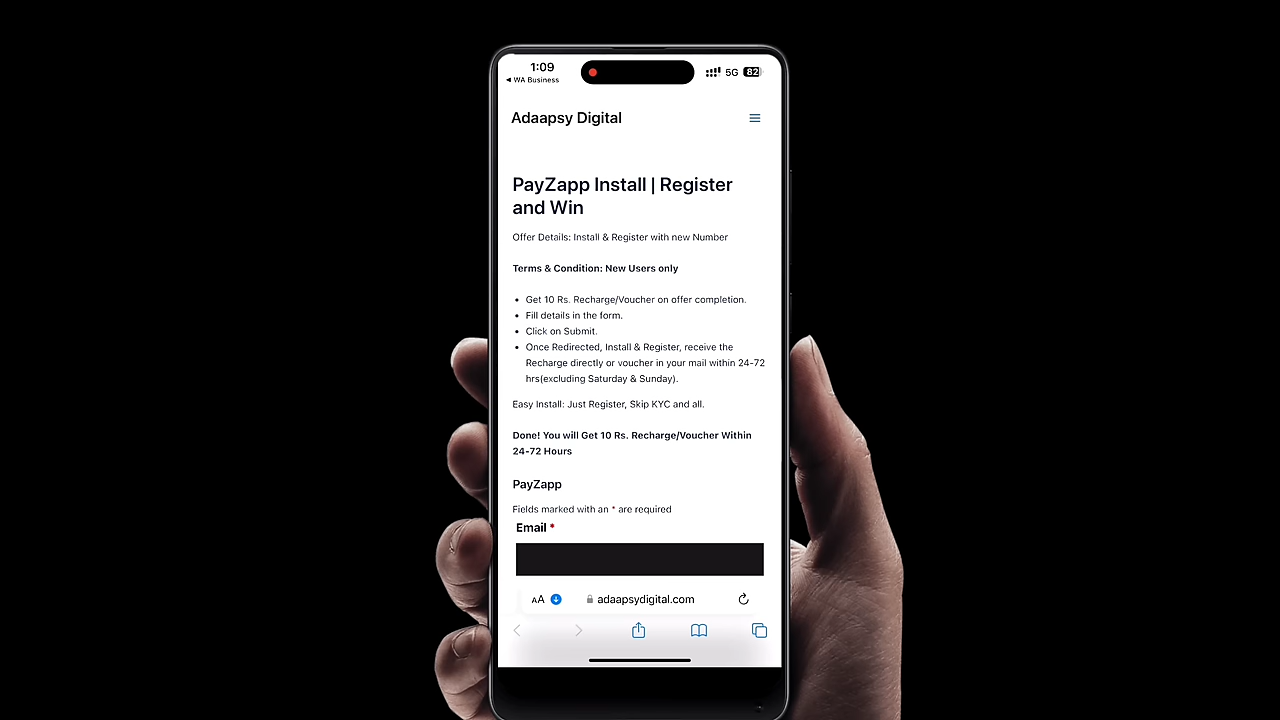 1:09
5G 82
◀ WA Business
Adaapsy Digital
PayZapp Install | Register
and Win
Offer Details: Install & Register with new Number
Terms & Condition: New Users only
• Get 10 Rs. Recharge/Voucher on offer completion.
• Fill details in the form.
• Click on Submit.
• Once Redirected, Install & Register, receive the
Recharge directly or voucher in your mail within 24-72
hrs(excluding Saturday & Sunday).
Easy Install: Just Register, Skip KYC and all.
Done! You will Get 10 Rs. Recharge/Voucher Within
24-72 Hours
PayZapp
Fields marked with an * are required
Email *
AA adaapsydigital.com